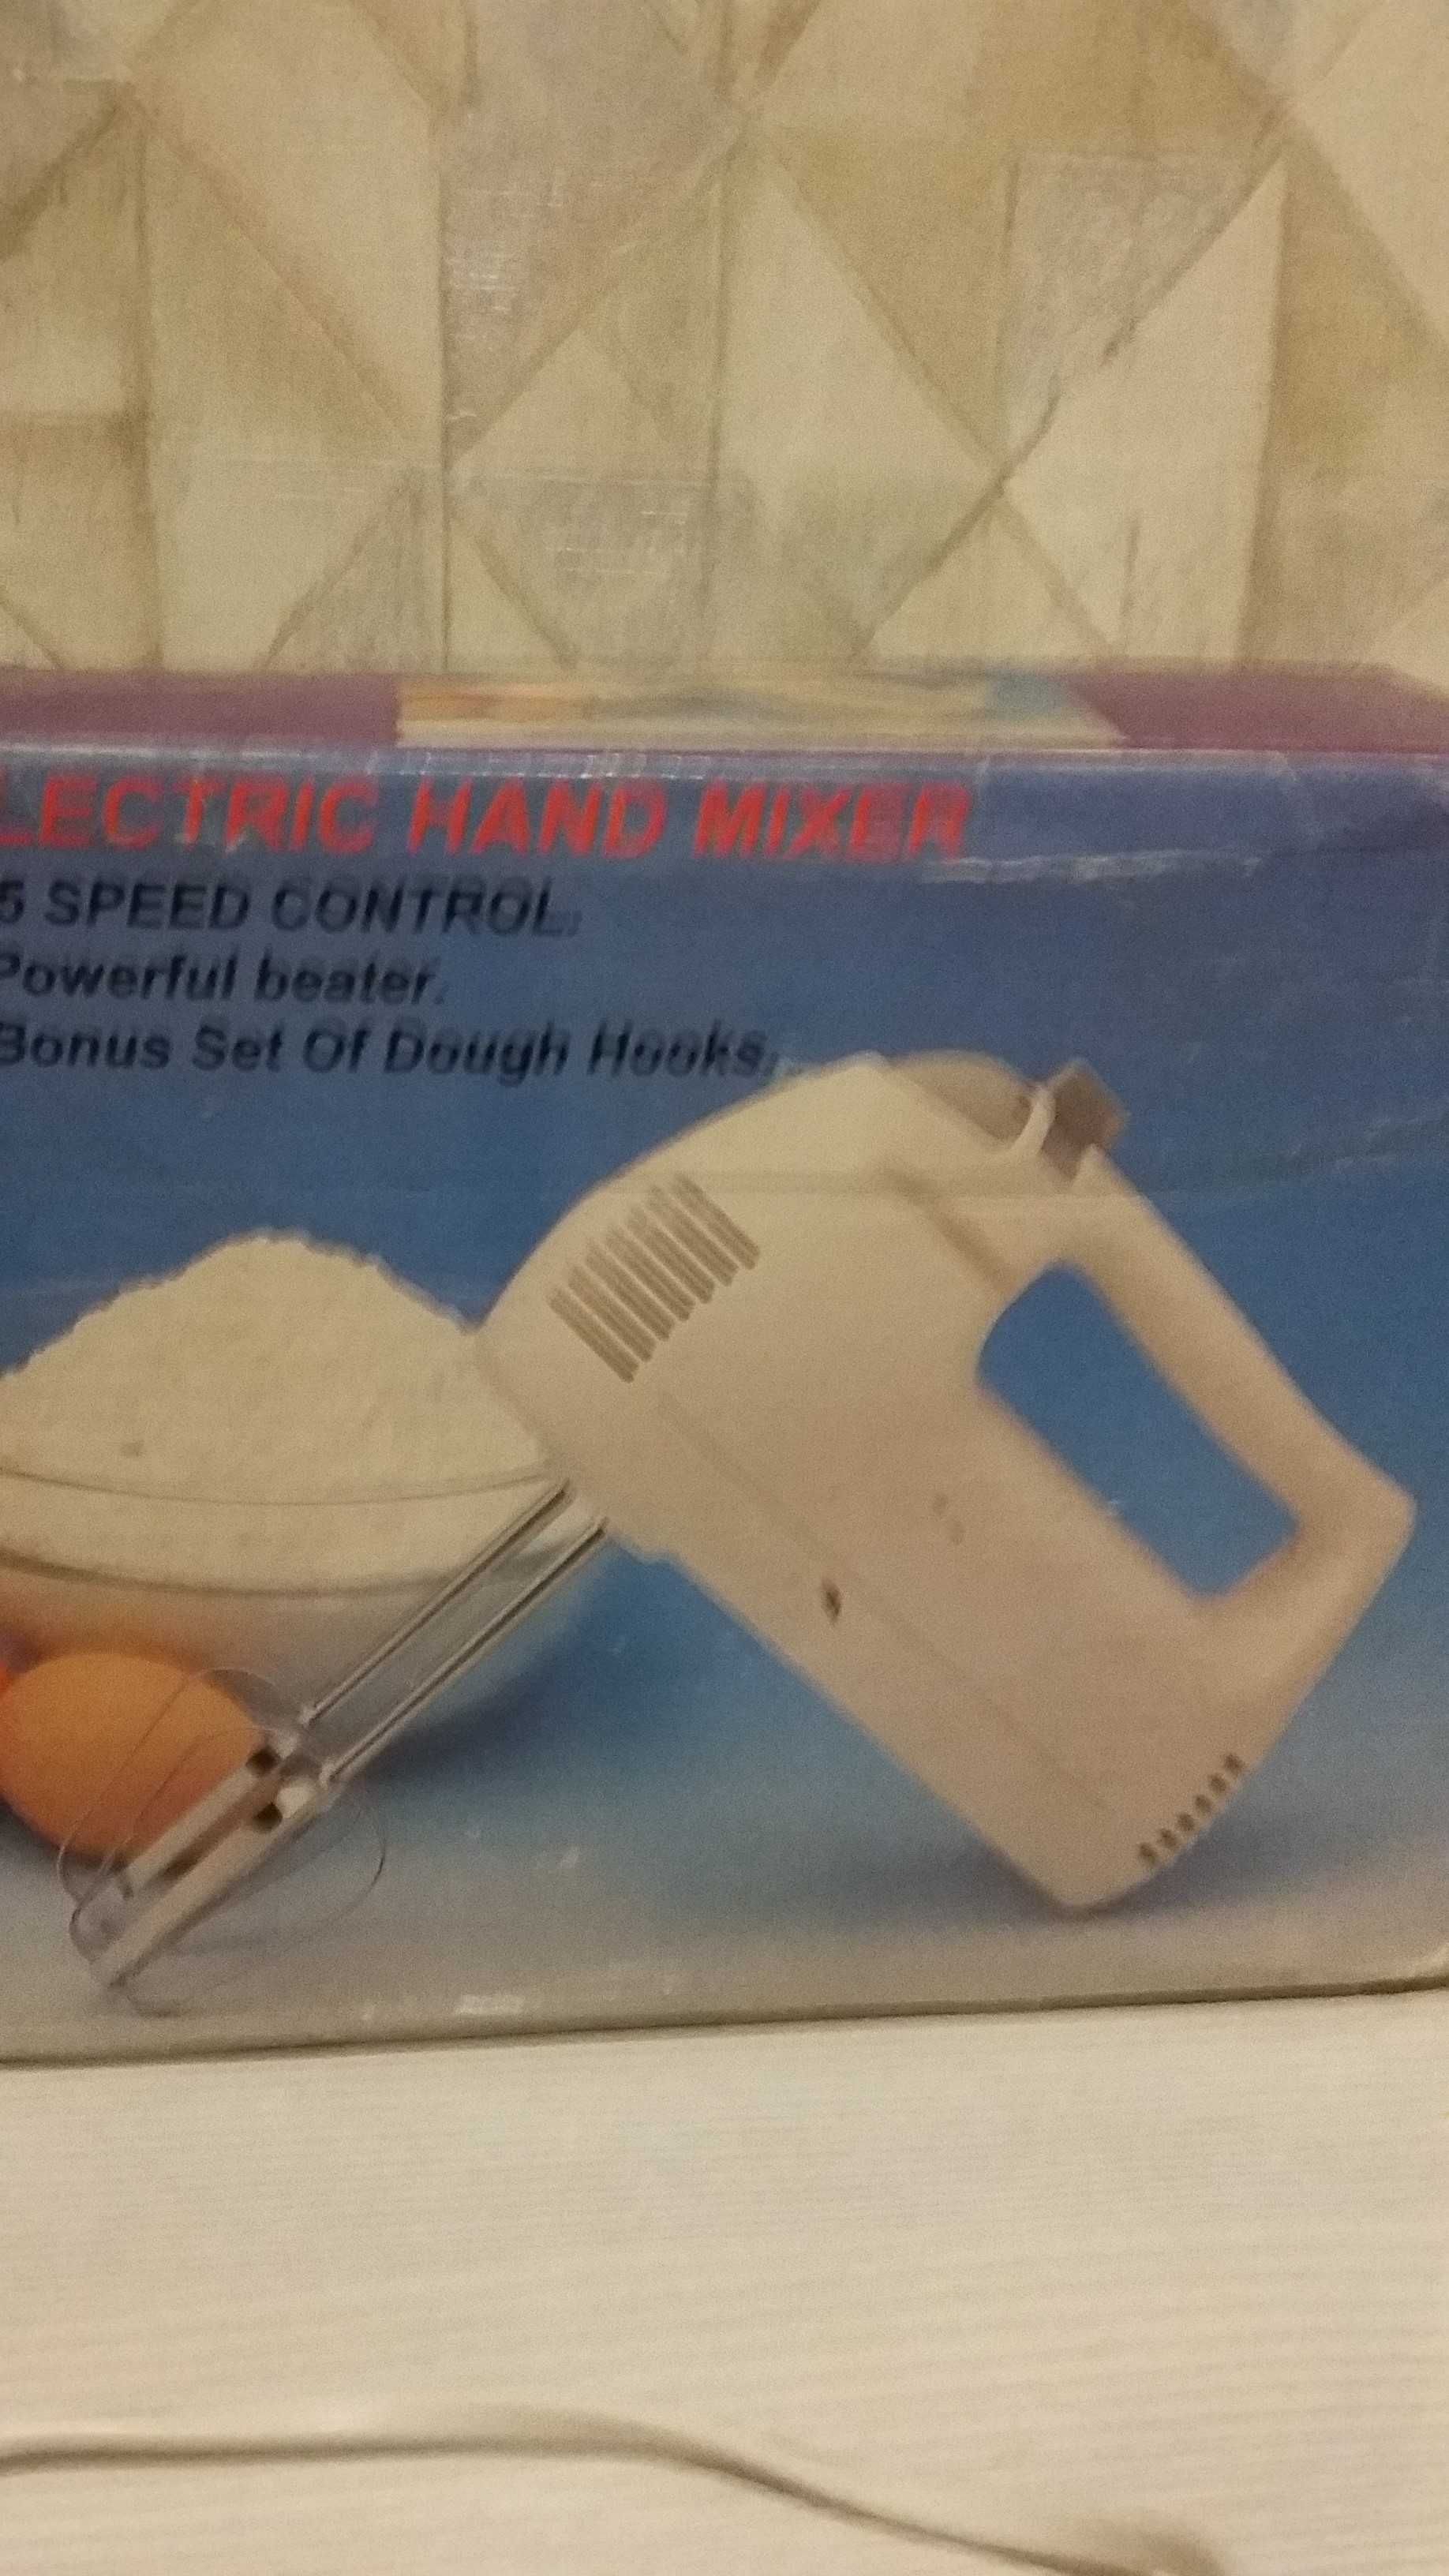 LECTRIC HAND MIXER
5 SPEED CONTROL.
Powerful beater.
Bonus Set Of Dough Hooks.